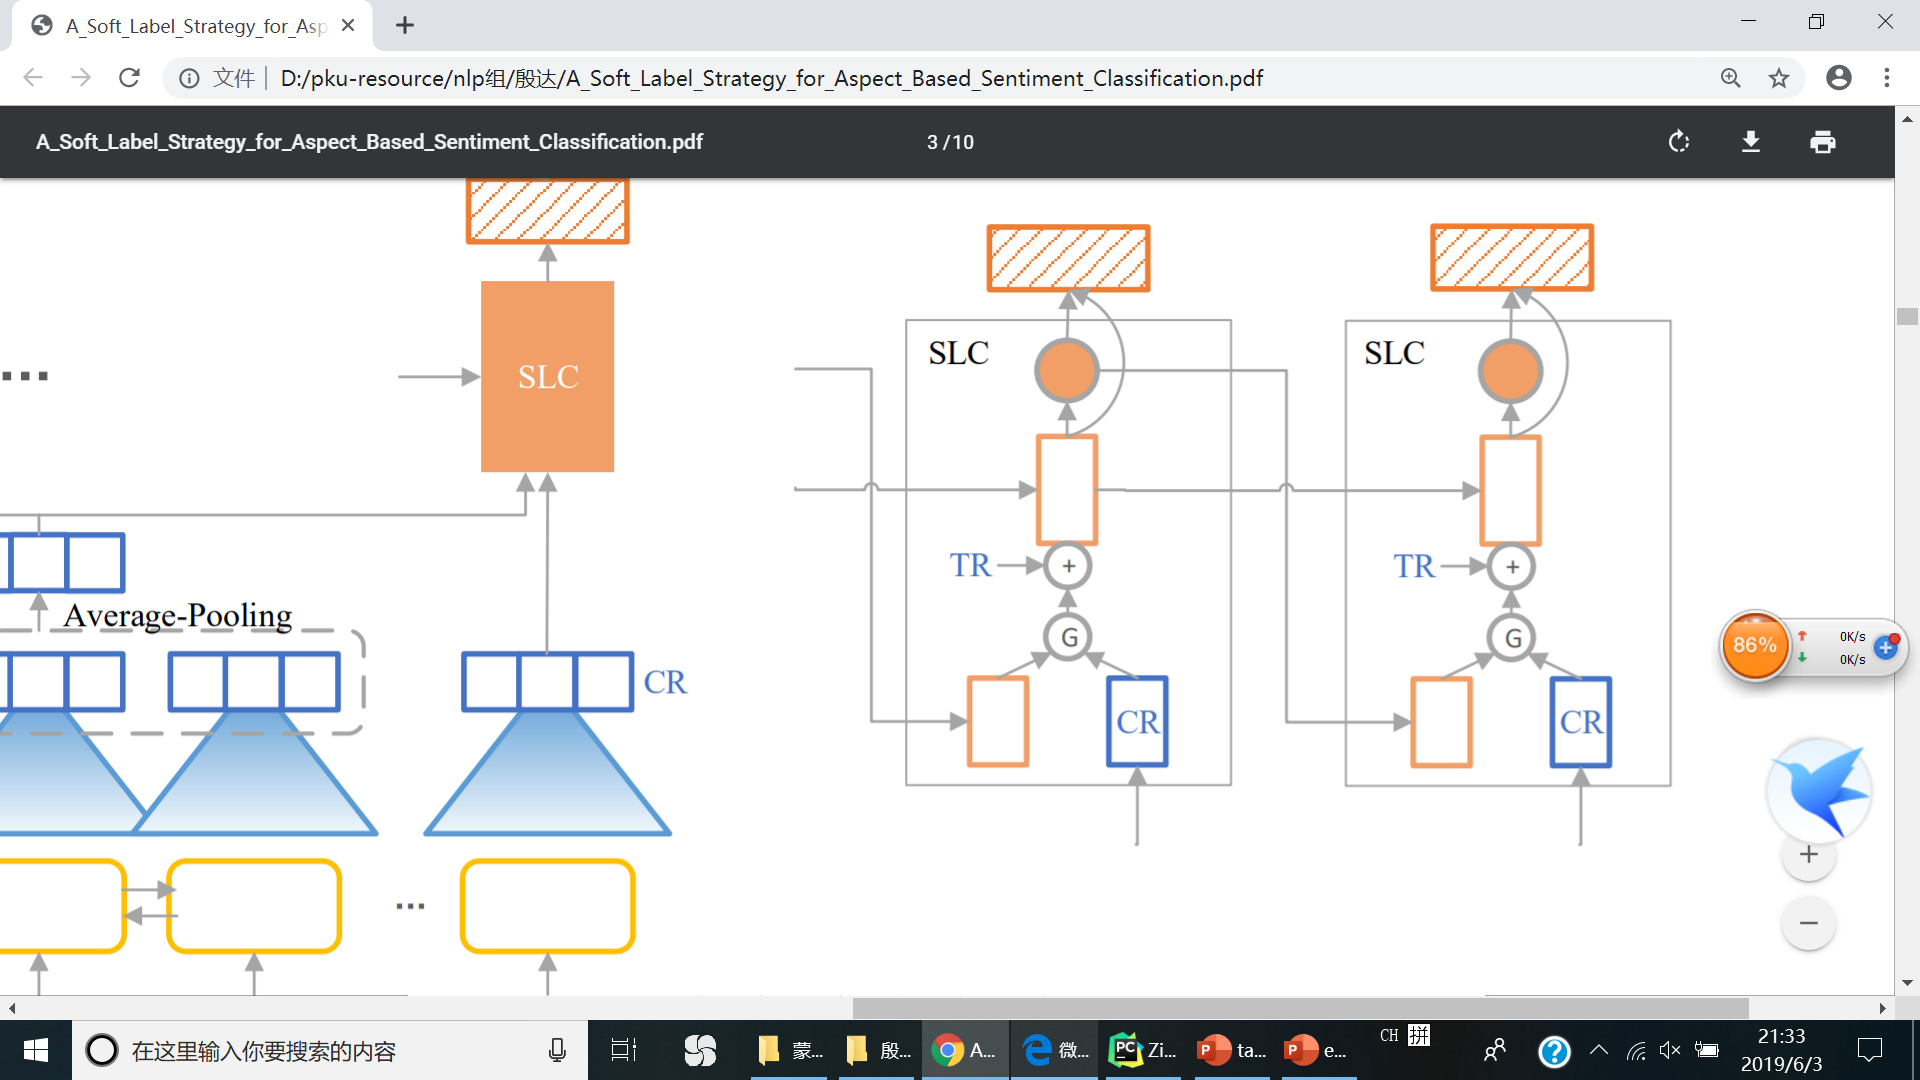 A_Soft_Label_Strategy_for_Asp
文件
D:/pku-resource/nlp组/殷达/A_Soft_Label_Strategy_for_Aspect_Based_Sentiment_Classification.pdf
A_Soft_Label_Strategy_for_Aspect_Based_Sentiment_Classification.pdf
3 / 10
SLC
SLC
SLC
TR
+
TR
+
Average-Pooling
G
G
CR
CR
CR
86%
0K/s
0K/s
在这里输入你要搜索的内容
蒙...
殷...
A...
微...
Zi...
ta...
e...
CH
拼
21:33
2019/6/3